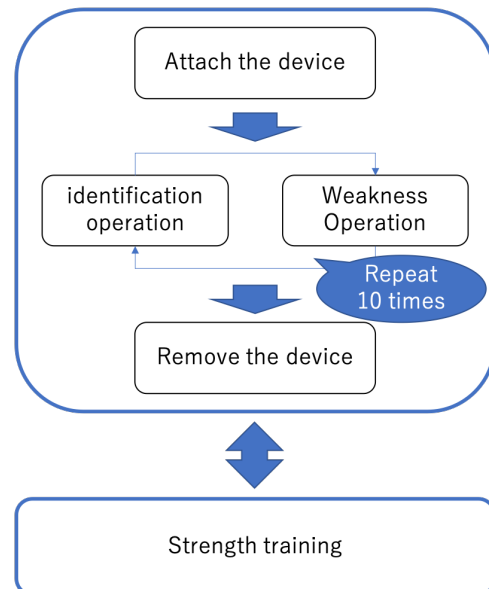 Attach the device
identification
operation
Weakness
Operation
Repeat
10 times
Remove the device
Strength training